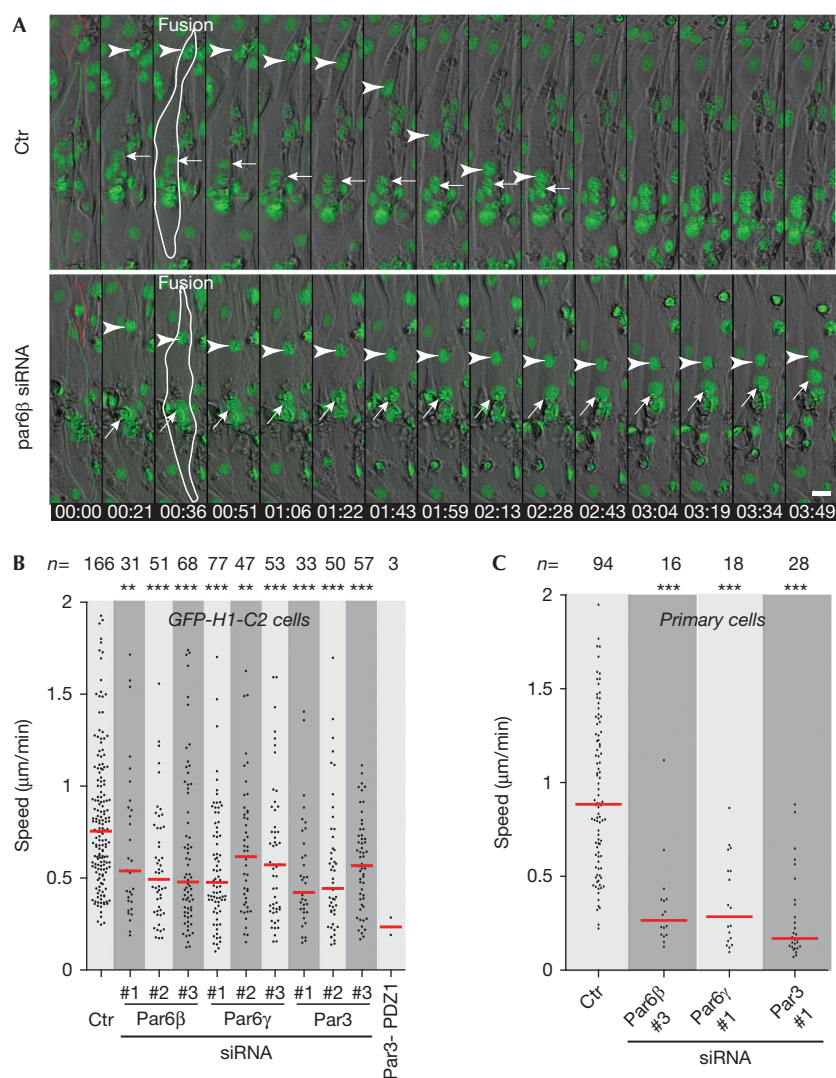 A
Fusion
Ctr
Fusion
par6β siRNA
00:00 00:21 00:36 00:51 01:06 01:22 01:43 01:59 02:13 02:28 02:43 03:04 03:19 03:34 03:49
B
n= 166 31 51 68 77 47 53 33 50 57 3
** *** *** *** ** *** *** *** ***
GFP-H1-C2 cells
Speed (μm/min)
2
1.5
1
0.5
0
#1 #2 #3 #1 #2 #3 #1 #2 #3
Ctr Par6β Par6γ Par3 Par3- PDZ1
siRNA
C
n= 94 16 18 28
*** *** ***
Primary cells
Speed (μm/min)
2
1.5
1
0.5
0
Ctr Par6β #3 Par6γ #1 Par3 #1
siRNA